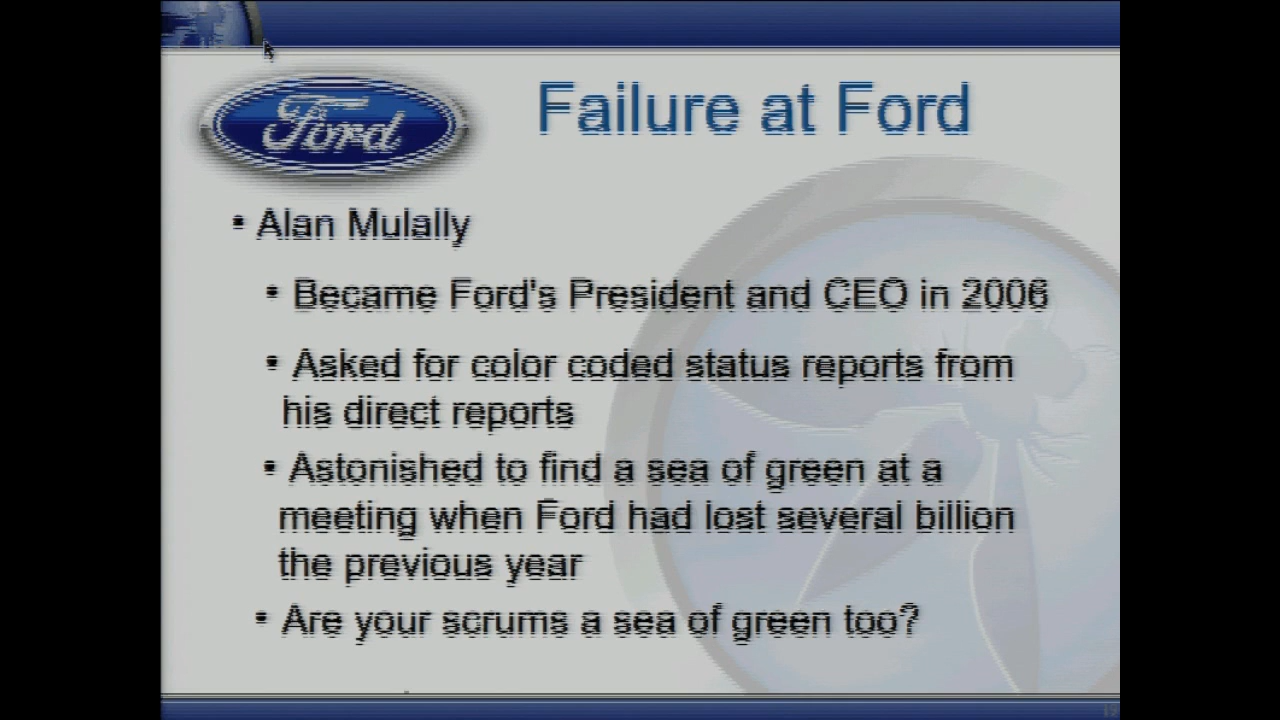 Ford
Failure at Ford
• Alan Mulally
• Became Ford's President and CEO in 2006
• Asked for color coded status reports from
his direct reports
• Astonished to find a sea of green at a
meeting when Ford had lost several billion
the previous year
• Are your scrums a sea of green too?